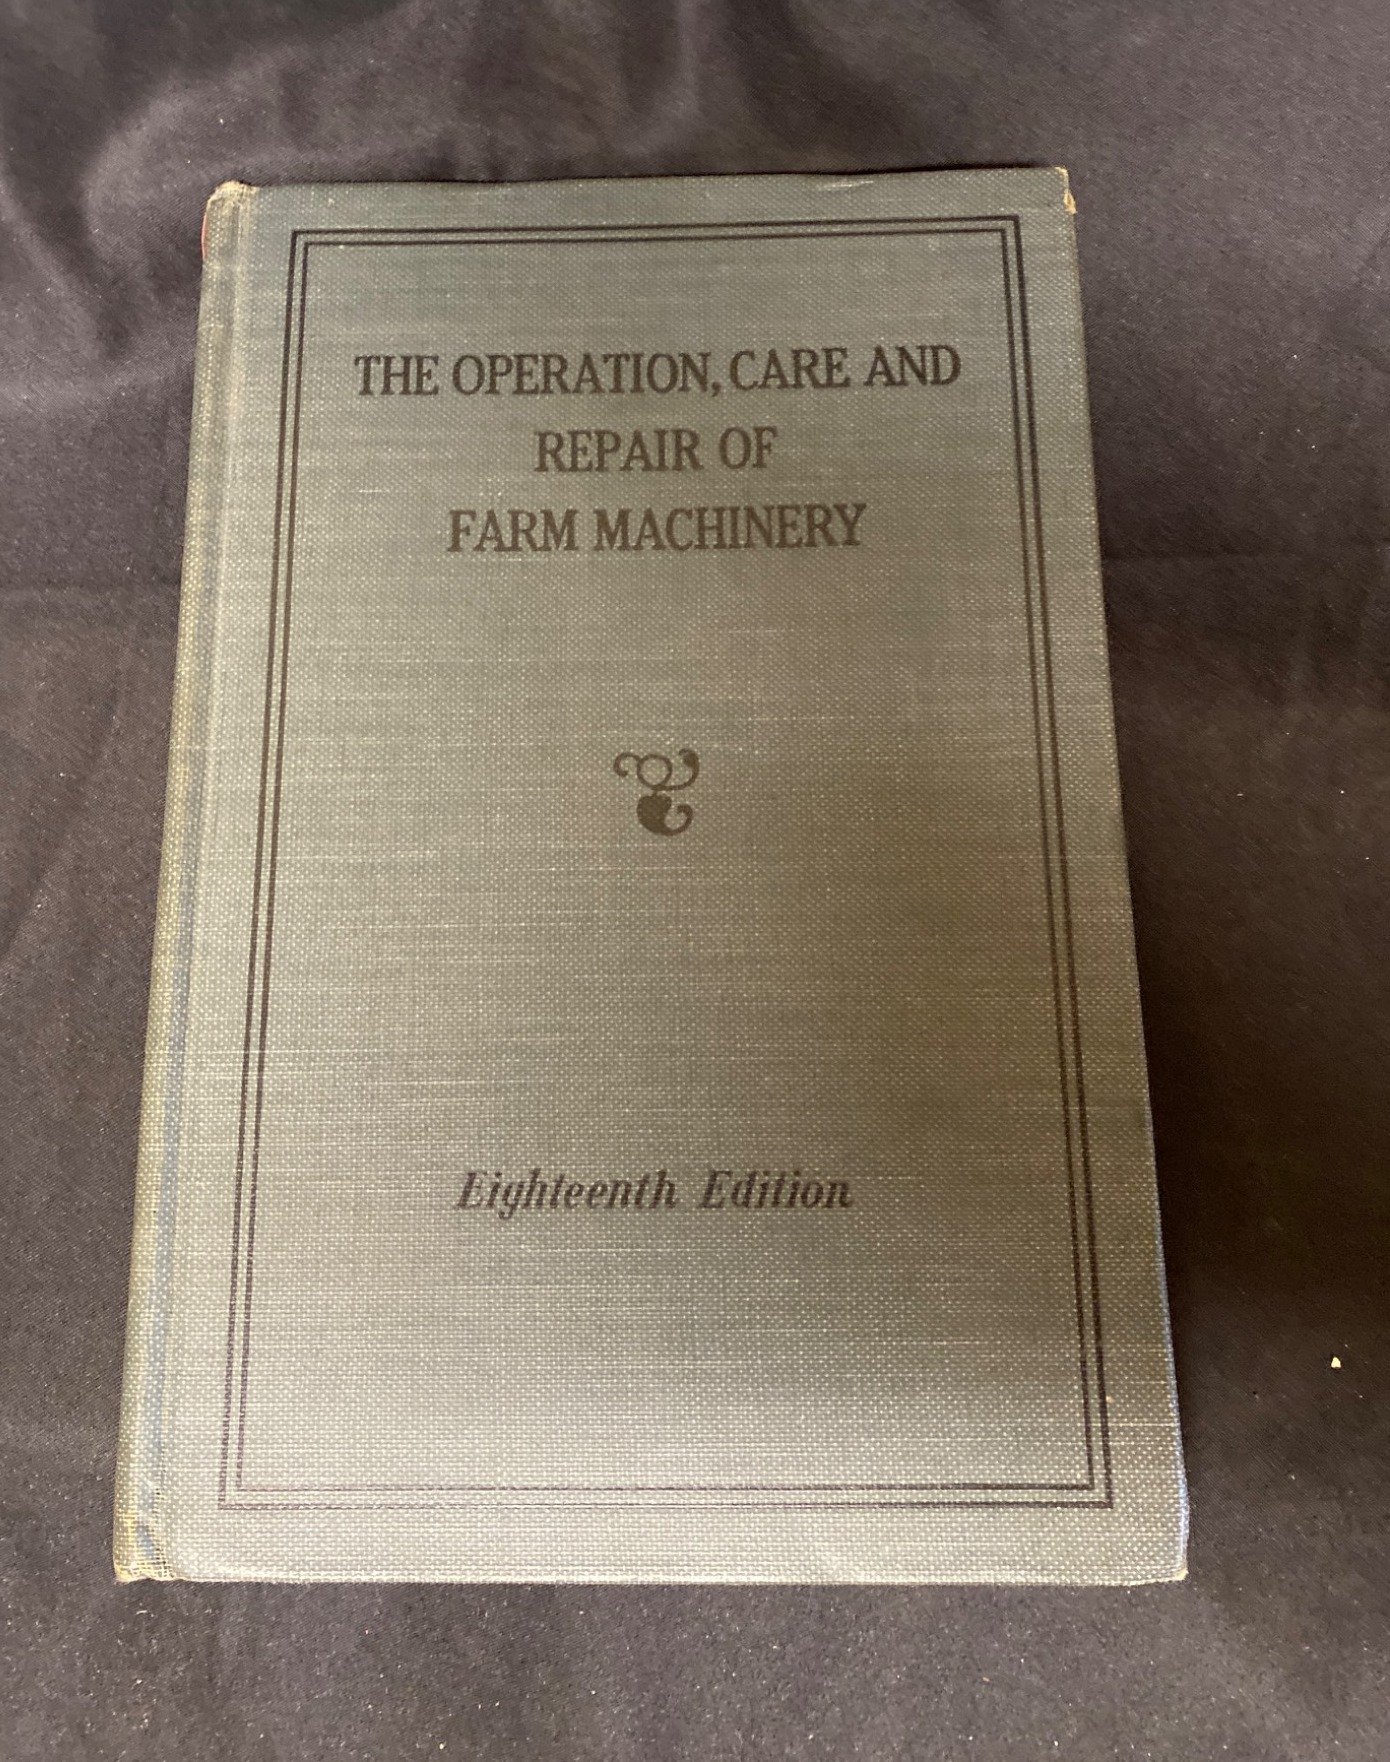 THE OPERATION, CARE AND
REPAIR OF
FARM MACHINERY
Eighteenth Edition